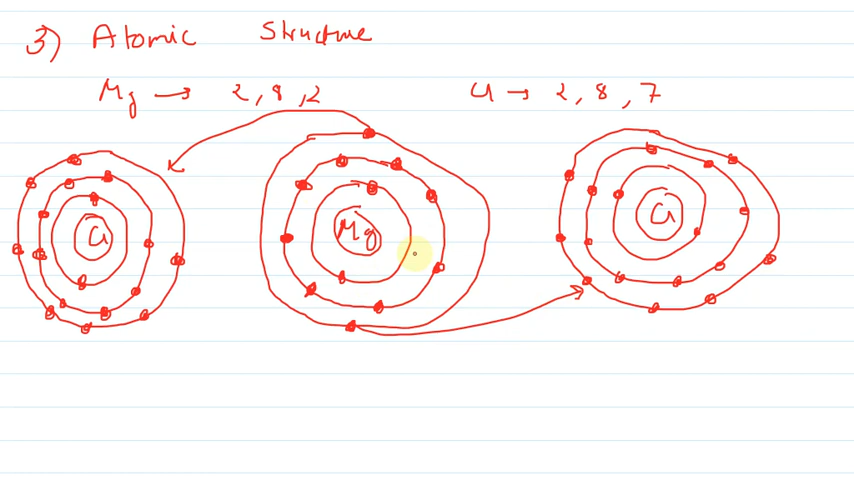 3) Atomic Structure
Mg → 2, 8, 2 Cl → 2, 8, 7
Cl Mg Cl